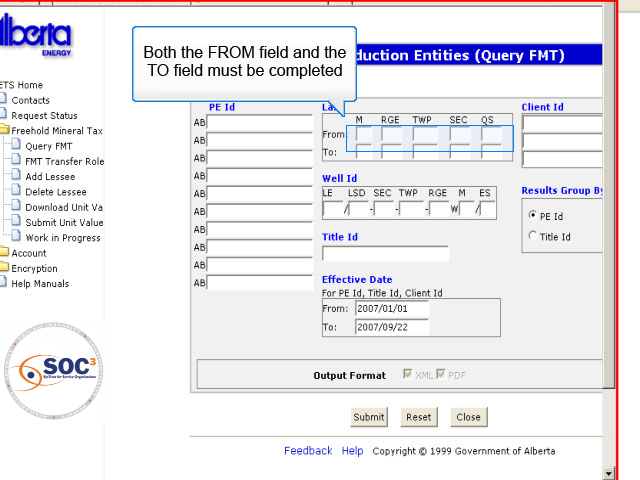 Alberta
ENERGY
ETS Home
Contacts
Request Status
Freehold Mineral Tax
Query FMT
FMT Transfer Role
Add Lessee
Delete Lessee
Download Unit Va
Submit Unit Value
Work in Progress
Account
Encryption
Help Manuals
SOC3
SysTrust for Service Organizations
Both the FROM field and the
TO field must be completed
duction Entities (Query FMT)
PE Id
AB
AB
AB
AB
AB
AB
AB
AB
AB
AB
La
M RGE TWP SEC QS
From:
To:
Well Id
LE LSD SEC TWP RGE M ES
/ - - - W /
Title Id
Effective Date
For PE Id, Title Id, Client Id
From: 2007/01/01
To: 2007/09/22
Client Id
Results Group By
PE Id
Title Id
Output Format XML PDF
Submit Reset Close
Feedback Help Copyright © 1999 Government of Alberta